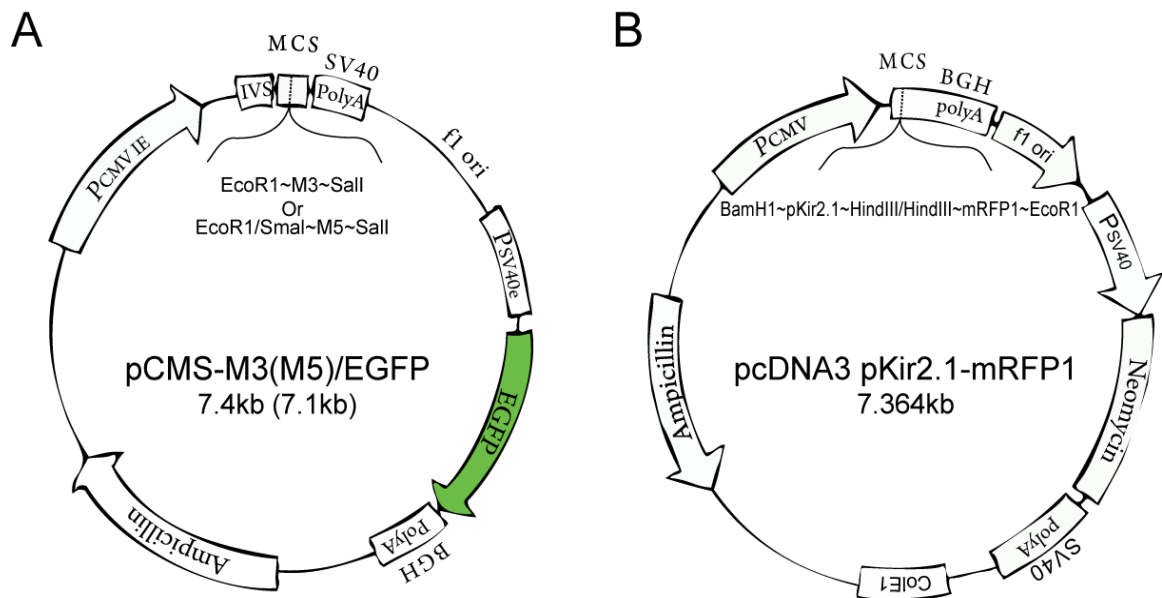 A
MCS
SV40
IVS
PolyA
PCMV IE
f1 ori
EcoR1~M3~SalI
Or
EcoR1/SmaI~M5~SalI
PSV40e
pCMS-M3(M5)/EGFP
7.4kb (7.1kb)
EGFP
Ampicillin
PolyA
BGH
B
MCS
BGH
polyA
PCMV
f1 ori
BamH1~pKir2.1~HindIII/HindIII~mRFP1~EcoR1
PSV40
Ampicillin
pcDNA3 pKir2.1-mRFP1
7.364kb
Neomycin
polyA
SV40
ColE1